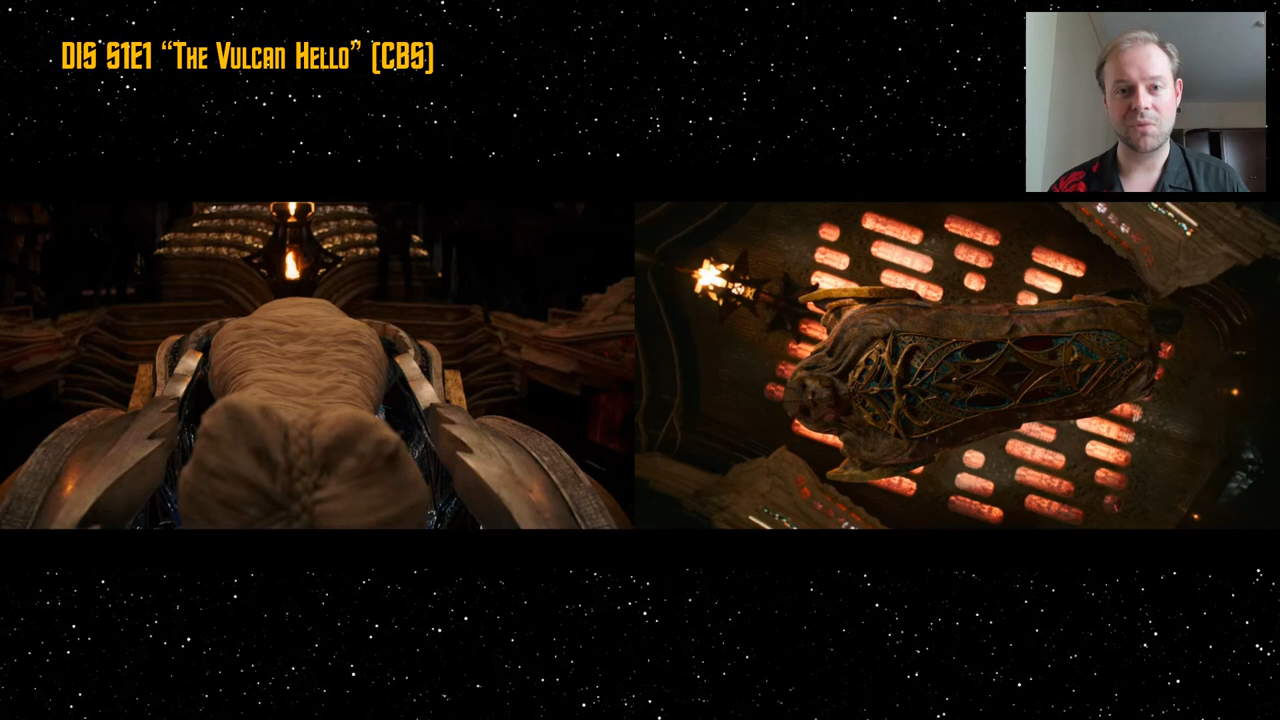 DIS S1E1 “The Vulcan Hello” (CBS)